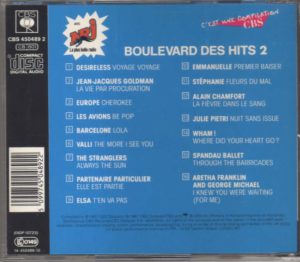 CBS 450489 2
COMPACT
disc
DIGITAL AUDIO
NRJ
La plus belle radio
C'EST UNE COMPILATION
CBS
BOULEVARD DES HITS 2
DESIRELESS VOYAGE VOYAGE
JEAN-JACQUES GOLDMAN
LA VIE PAR PROCURATION
EUROPE CHEROKEE
LES AVIONS BE POP
BARCELONE LOLA
VALLI THE MORE I SEE YOU
THE STRANGLERS
ALWAYS THE SUN
PARTENAIRE PARTICULIER
ELLE EST PARTIE
ELSA T'EN VA PAS
EMMANUELLE PREMIER BAISER
STÉPHANIE FLEURS DU MAL
ALAIN CHAMFORT
LA FIÈVRE DANS LE SANG
JULIE PIETRI NUIT SANS ISSUE
WHAM!
WHERE DID YOUR HEART GO?
SPANDAU BALLET
THROUGH THE BARRICADES
ARETHA FRANKLIN
AND GEORGE MICHAEL
I KNEW YOU WERE WAITING
(FOR ME)